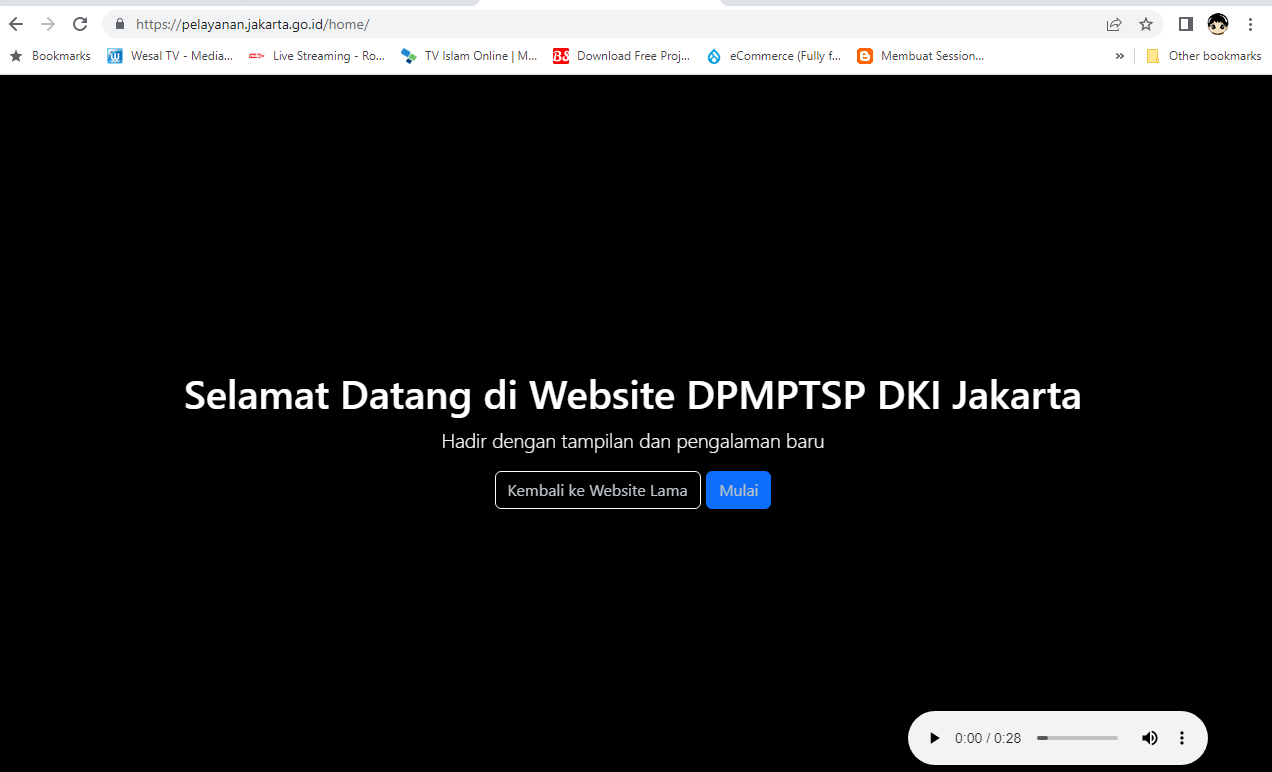 https://pelayanan.jakarta.go.id/home/
Bookmarks
Wesal TV - Media...
Live Streaming - Ro...
TV Islam Online | M...
Download Free Proj...
eCommerce (Fully f...
Membuat Session...
»
Other bookmarks
Selamat Datang di Website DPMPTSP DKI Jakarta
Hadir dengan tampilan dan pengalaman baru
Kembali ke Website Lama
Mulai
0:00 / 0:28